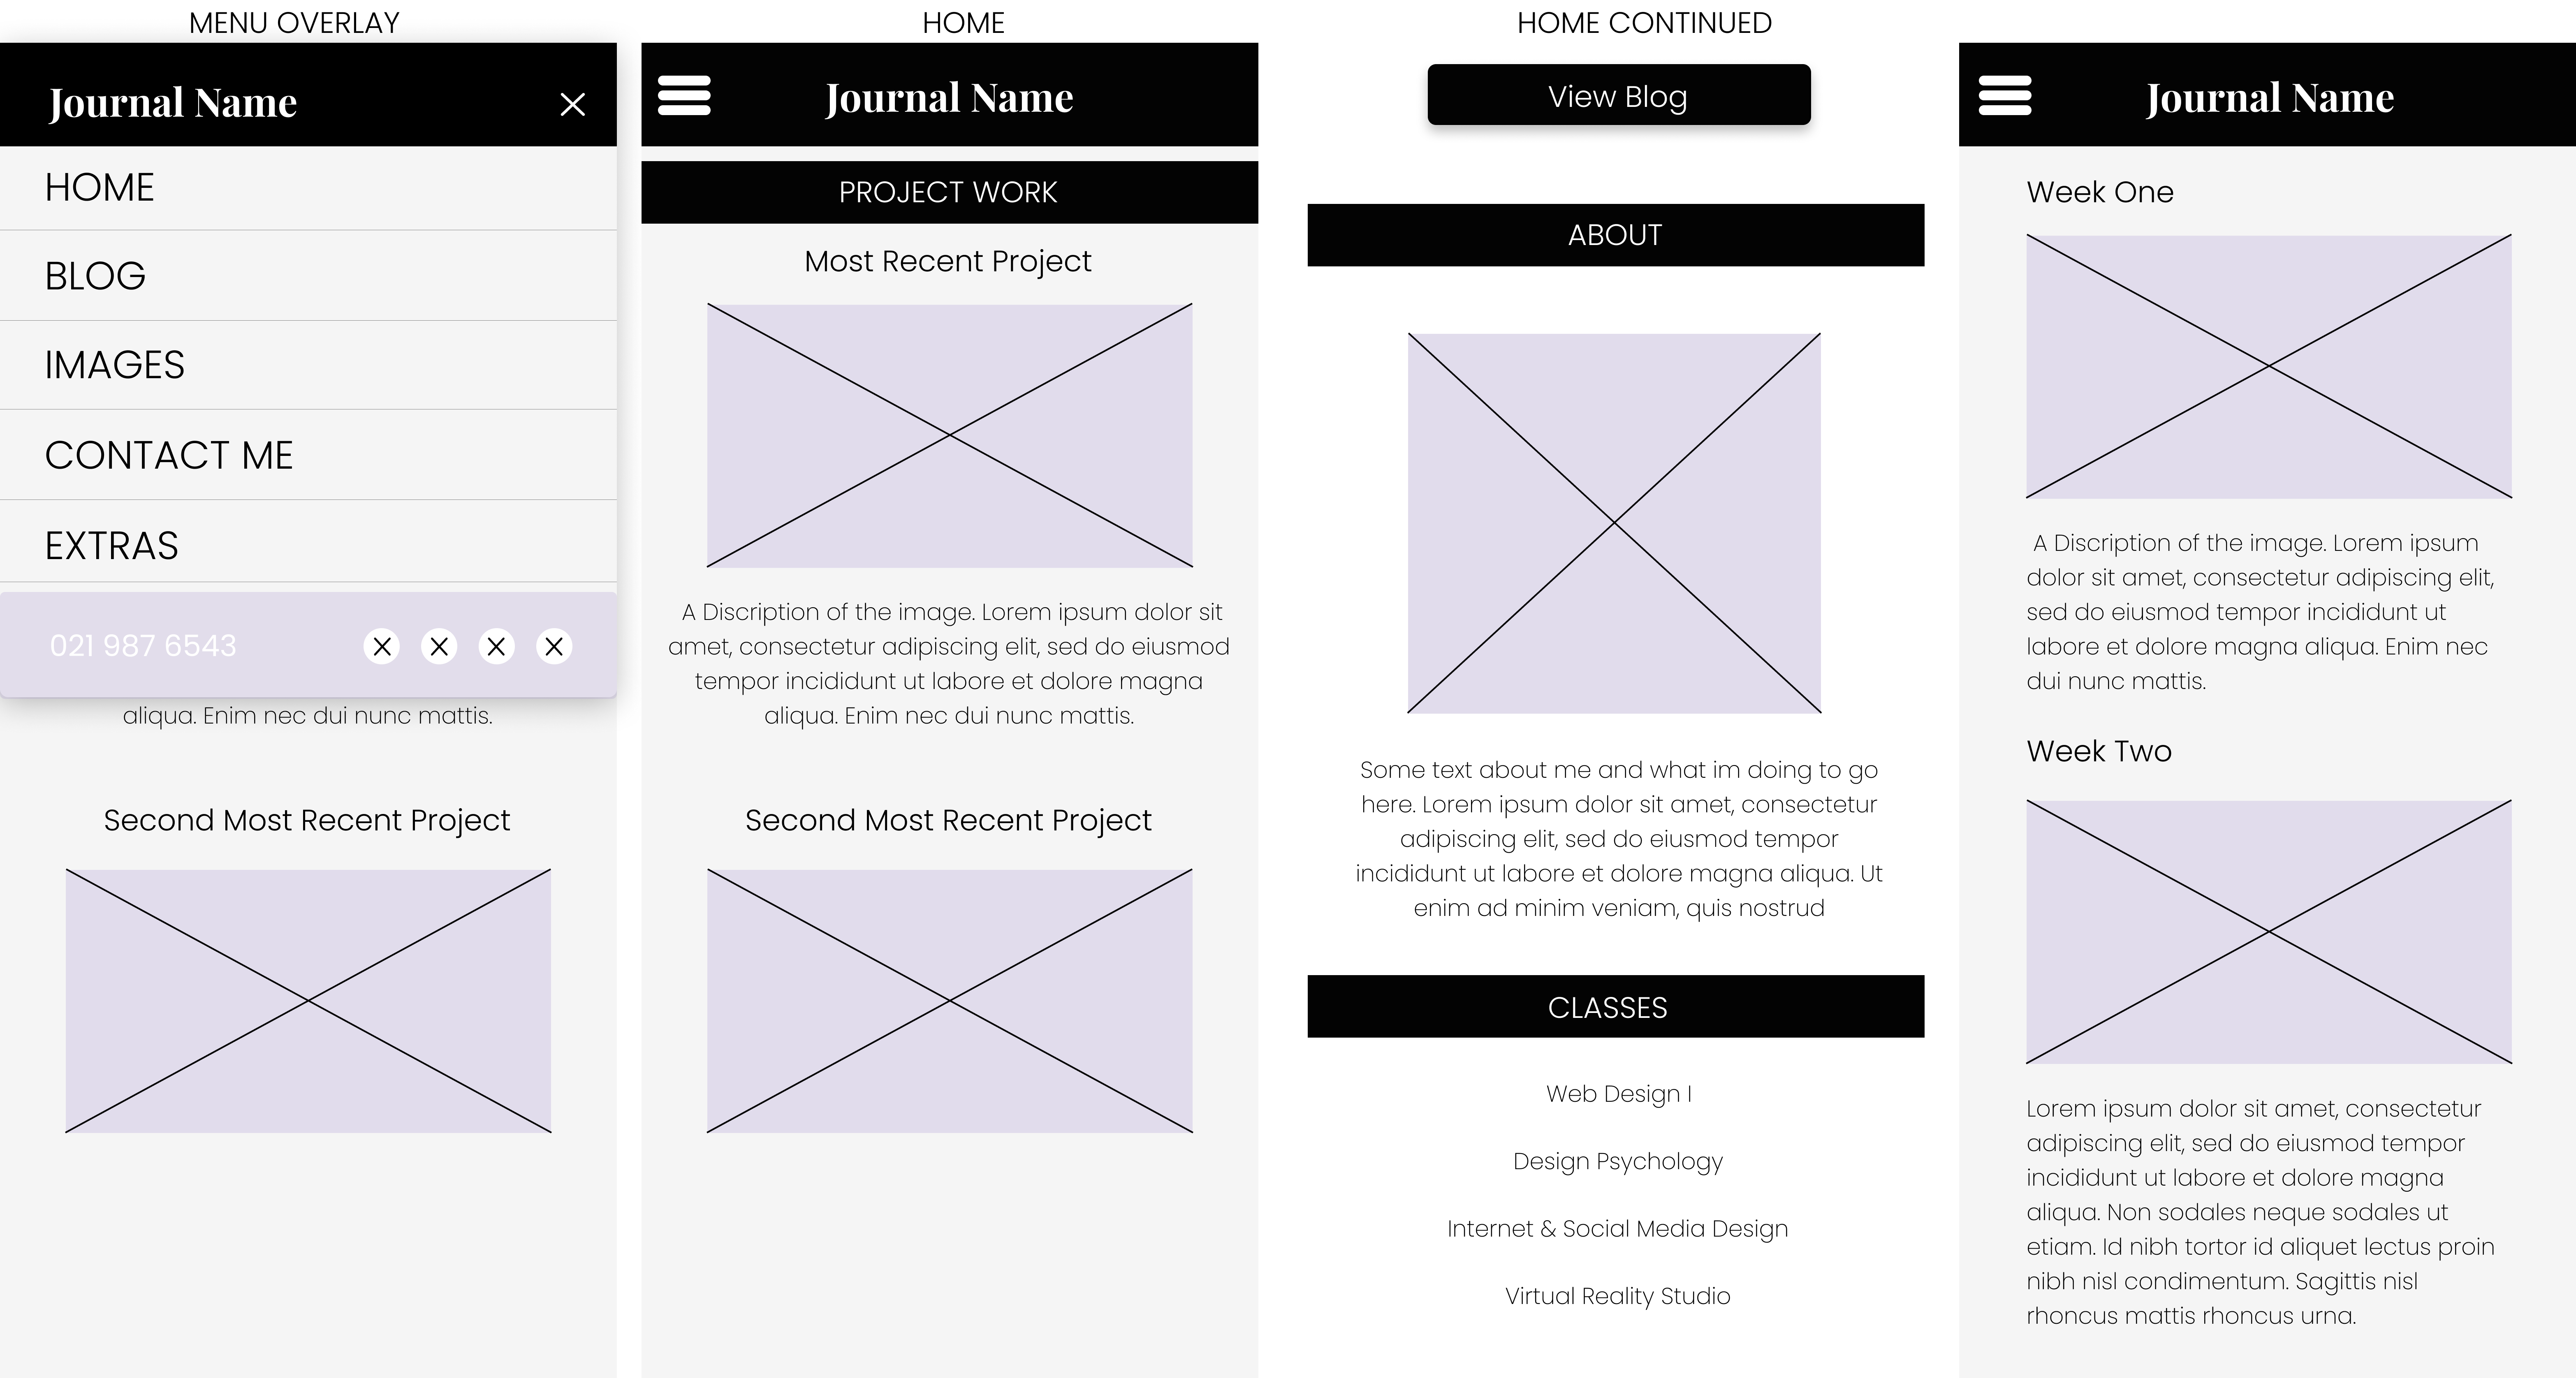 MENU OVERLAY
Journal Name
HOME
BLOG
IMAGES
CONTACT ME
EXTRAS
021 987 6543
aliqua. Enim nec dui nunc mattis.
Second Most Recent Project
HOME
Journal Name
PROJECT WORK
Most Recent Project
A Discription of the image. Lorem ipsum dolor sit
amet, consectetur adipiscing elit, sed do eiusmod
tempor incididunt ut labore et dolore magna
aliqua. Enim nec dui nunc mattis.
Second Most Recent Project
HOME CONTINUED
View Blog
ABOUT
Some text about me and what im doing to go
here. Lorem ipsum dolor sit amet, consectetur
adipiscing elit, sed do eiusmod tempor
incididunt ut labore et dolore magna aliqua. Ut
enim ad minim veniam, quis nostrud
CLASSES
Web Design I
Design Psychology
Internet & Social Media Design
Virtual Reality Studio
Journal Name
Week One
A Discription of the image. Lorem ipsum
dolor sit amet, consectetur adipiscing elit,
sed do eiusmod tempor incididunt ut
labore et dolore magna aliqua. Enim nec
dui nunc mattis.
Week Two
Lorem ipsum dolor sit amet, consectetur
adipiscing elit, sed do eiusmod tempor
incididunt ut labore et dolore magna
aliqua. Non sodales neque sodales ut
etiam. Id nibh tortor id aliquet lectus proin
nibh nisl condimentum. Sagittis nisl
rhoncus mattis rhoncus urna.